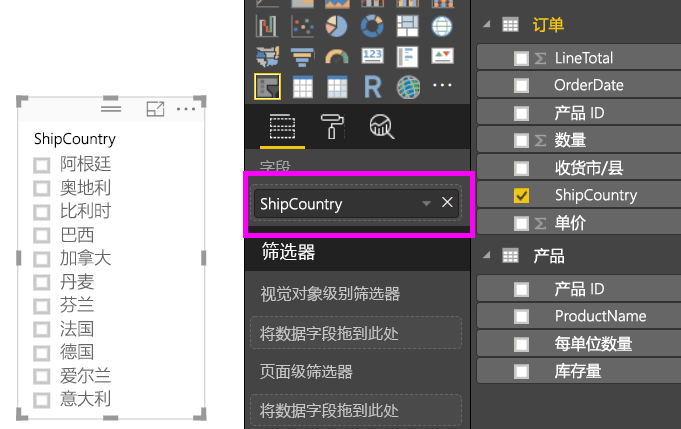 ShipCountry
阿根廷
奥地利
比利时
巴西
加拿大
丹麦
芬兰
法国
德国
爱尔兰
意大利
123
R
字段
ShipCountry
筛选器
视觉对象级别筛选器
将数据字段拖到此处
页面级筛选器
将数据字段拖到此处
订单
LineTotal
OrderDate
产品 ID
数量
收货市/县
ShipCountry
单价
产品
产品 ID
ProductName
每单位数量
库存量